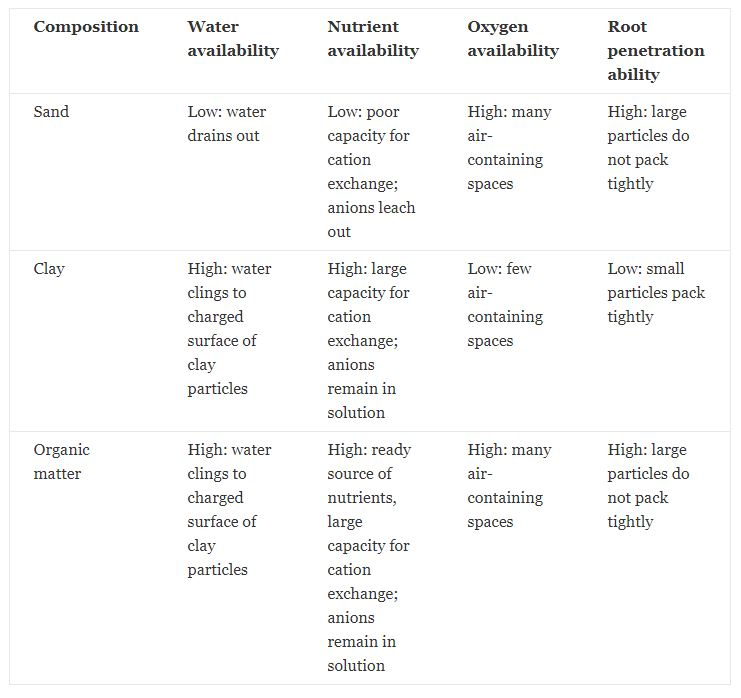 Composition
Water
availability
Nutrient
availability
Oxygen
availability
Root
penetration
ability
Sand
Low: water
drains out
Low: poor
capacity for
cation
exchange;
anions leach
out
High: many
air-
containing
spaces
High: large
particles do
not pack
tightly
Clay
High: water
clings to
charged
surface of
clay
particles
High: large
capacity for
cation
exchange;
anions
remain in
solution
Low: few
air-
containing
spaces
Low: small
particles pack
tightly
Organic
matter
High: water
clings to
charged
surface of
clay
particles
High: ready
source of
nutrients,
large
capacity for
cation
exchange;
anions
remain in
solution
High: many
air-
containing
spaces
High: large
particles do
not pack
tightly